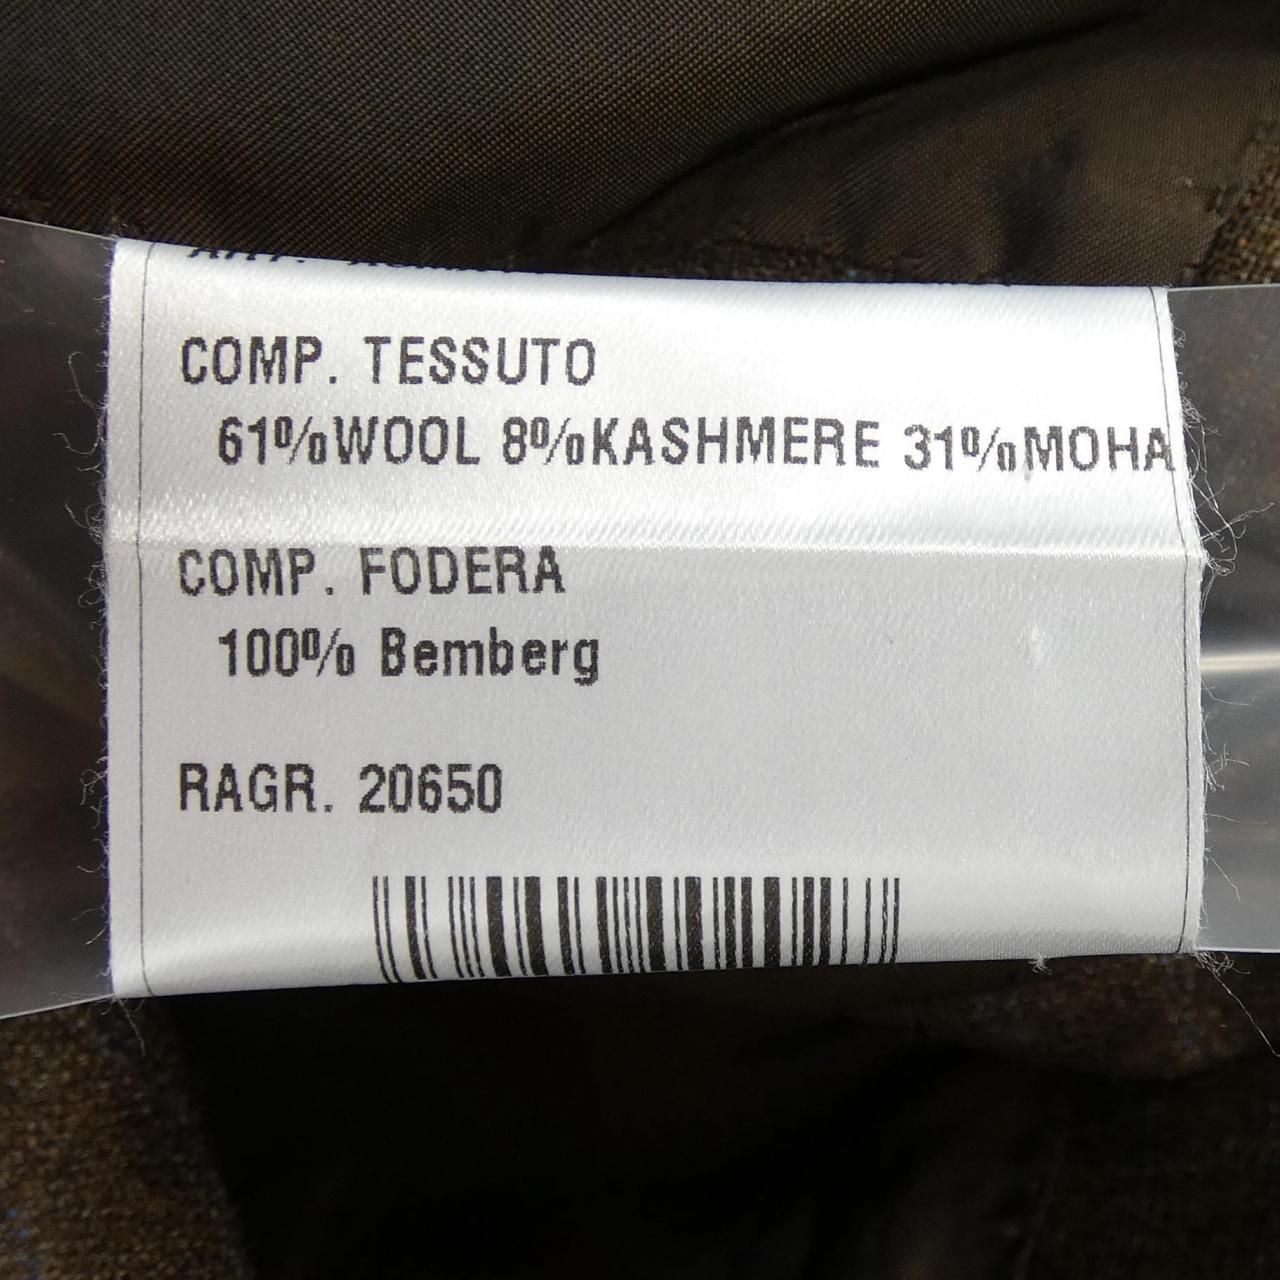 COMP. TESSUTO
61%WOOL 8%KASHMERE 31%MOHA
COMP. FODERA
100% Bemberg
RAGR. 20650